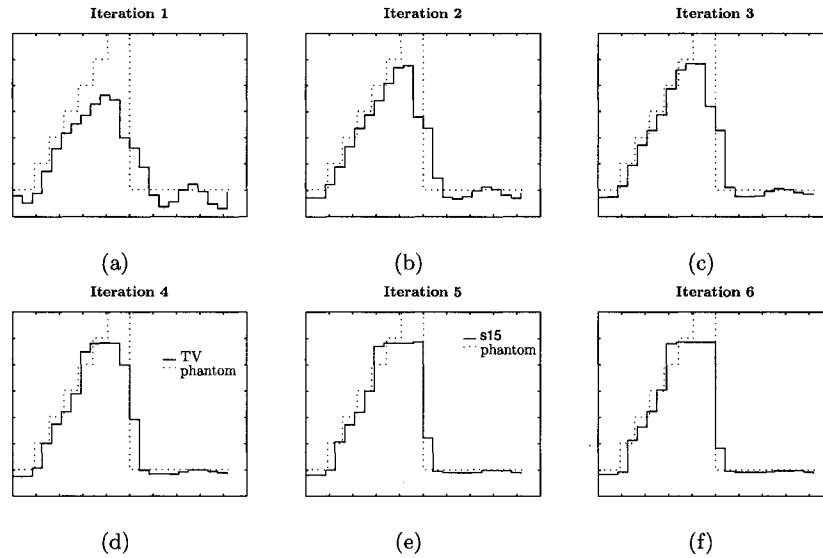 Iteration 1
Iteration 2
Iteration 3
(a)
(b)
(c)
Iteration 4
Iteration 5
Iteration 6
TV
phantom
s15
phantom
(d)
(e)
(f)